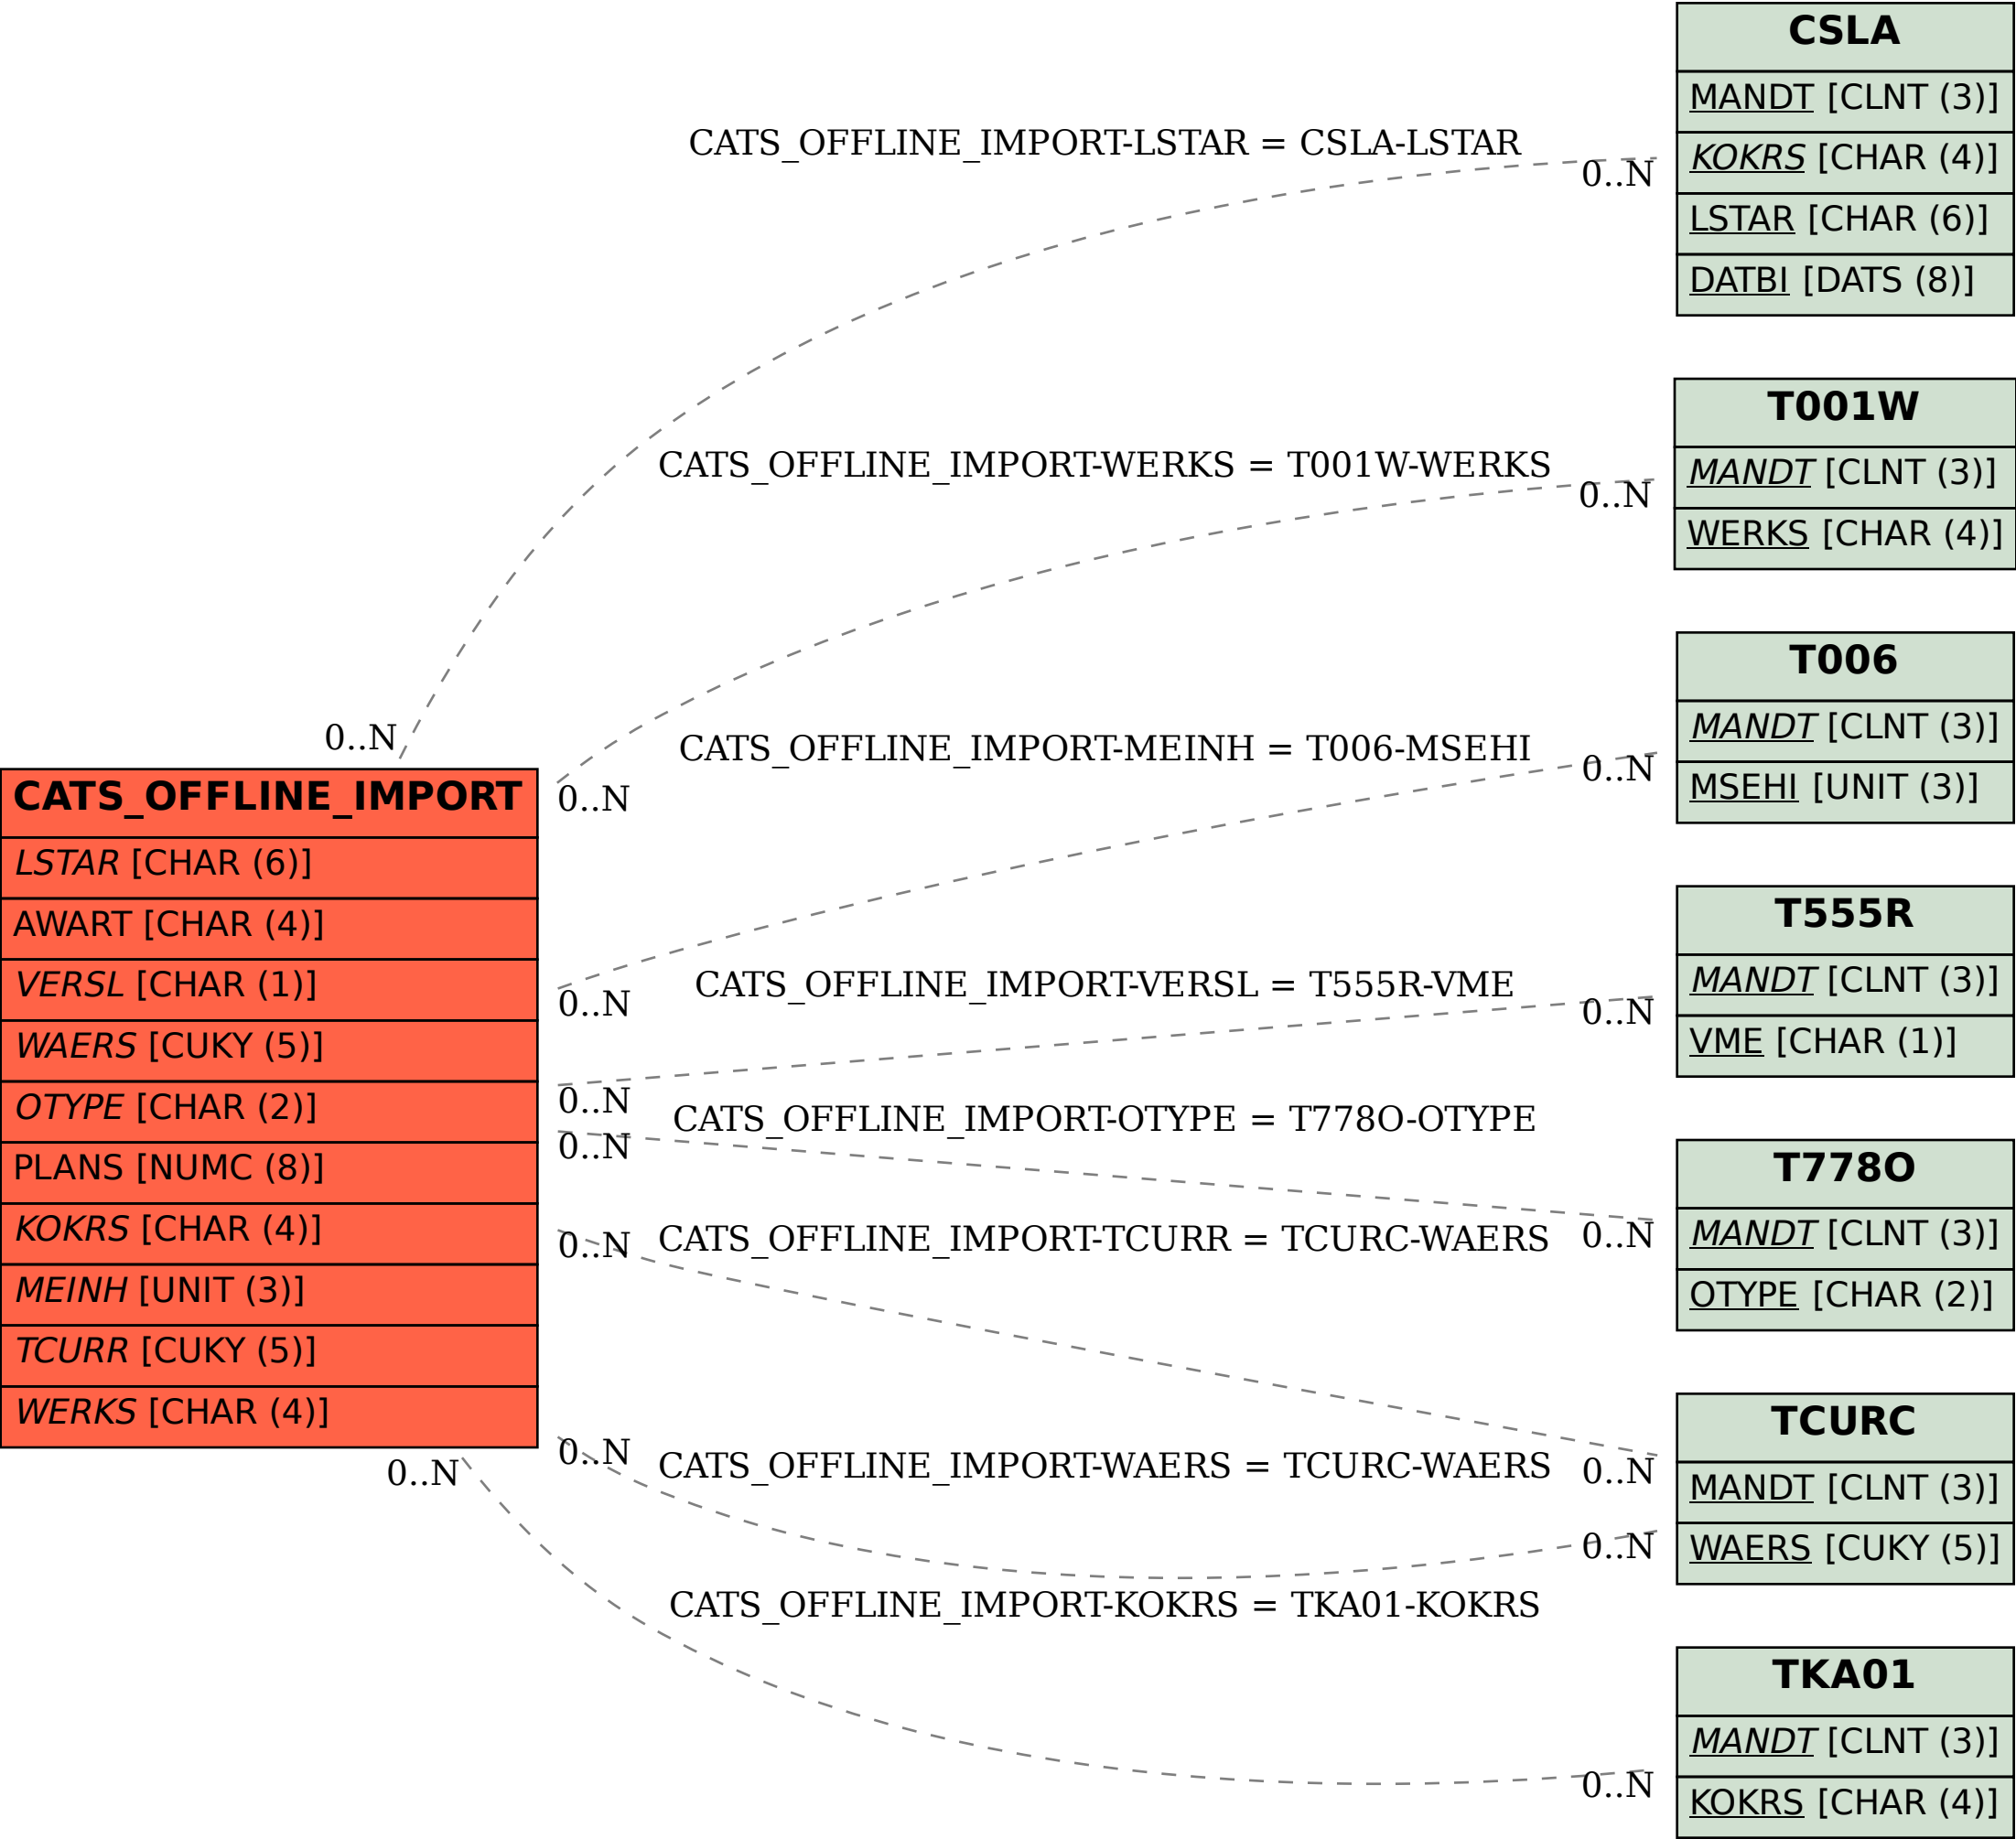 CSLA
MANDT [CLNT (3)]
KOKRS [CHAR (4)]
LSTAR [CHAR (6)]
DATBI [DATS (8)]
CATS_OFFLINE_IMPORT-LSTAR = CSLA-LSTAR
0..N
0..N
T001W
MANDT [CLNT (3)]
WERKS [CHAR (4)]
CATS_OFFLINE_IMPORT-WERKS = T001W-WERKS
0..N
0..N
T006
MANDT [CLNT (3)]
MSEHI [UNIT (3)]
CATS_OFFLINE_IMPORT-MEINH = T006-MSEHI
0..N
0..N
CATS_OFFLINE_IMPORT
LSTAR [CHAR (6)]
AWART [CHAR (4)]
VERSL [CHAR (1)]
WAERS [CUKY (5)]
OTYPE [CHAR (2)]
PLANS [NUMC (8)]
KOKRS [CHAR (4)]
MEINH [UNIT (3)]
TCURR [CUKY (5)]
WERKS [CHAR (4)]
T555R
MANDT [CLNT (3)]
VME [CHAR (1)]
CATS_OFFLINE_IMPORT-VERSL = T555R-VME
0..N
0..N
T778O
MANDT [CLNT (3)]
OTYPE [CHAR (2)]
CATS_OFFLINE_IMPORT-OTYPE = T778O-OTYPE
0..N
0..N
CATS_OFFLINE_IMPORT-TCURR = TCURC-WAERS
0..N
0..N
TCURC
MANDT [CLNT (3)]
WAERS [CUKY (5)]
CATS_OFFLINE_IMPORT-WAERS = TCURC-WAERS
0..N
0..N
CATS_OFFLINE_IMPORT-KOKRS = TKA01-KOKRS
0..N
0..N
TKA01
MANDT [CLNT (3)]
KOKRS [CHAR (4)]